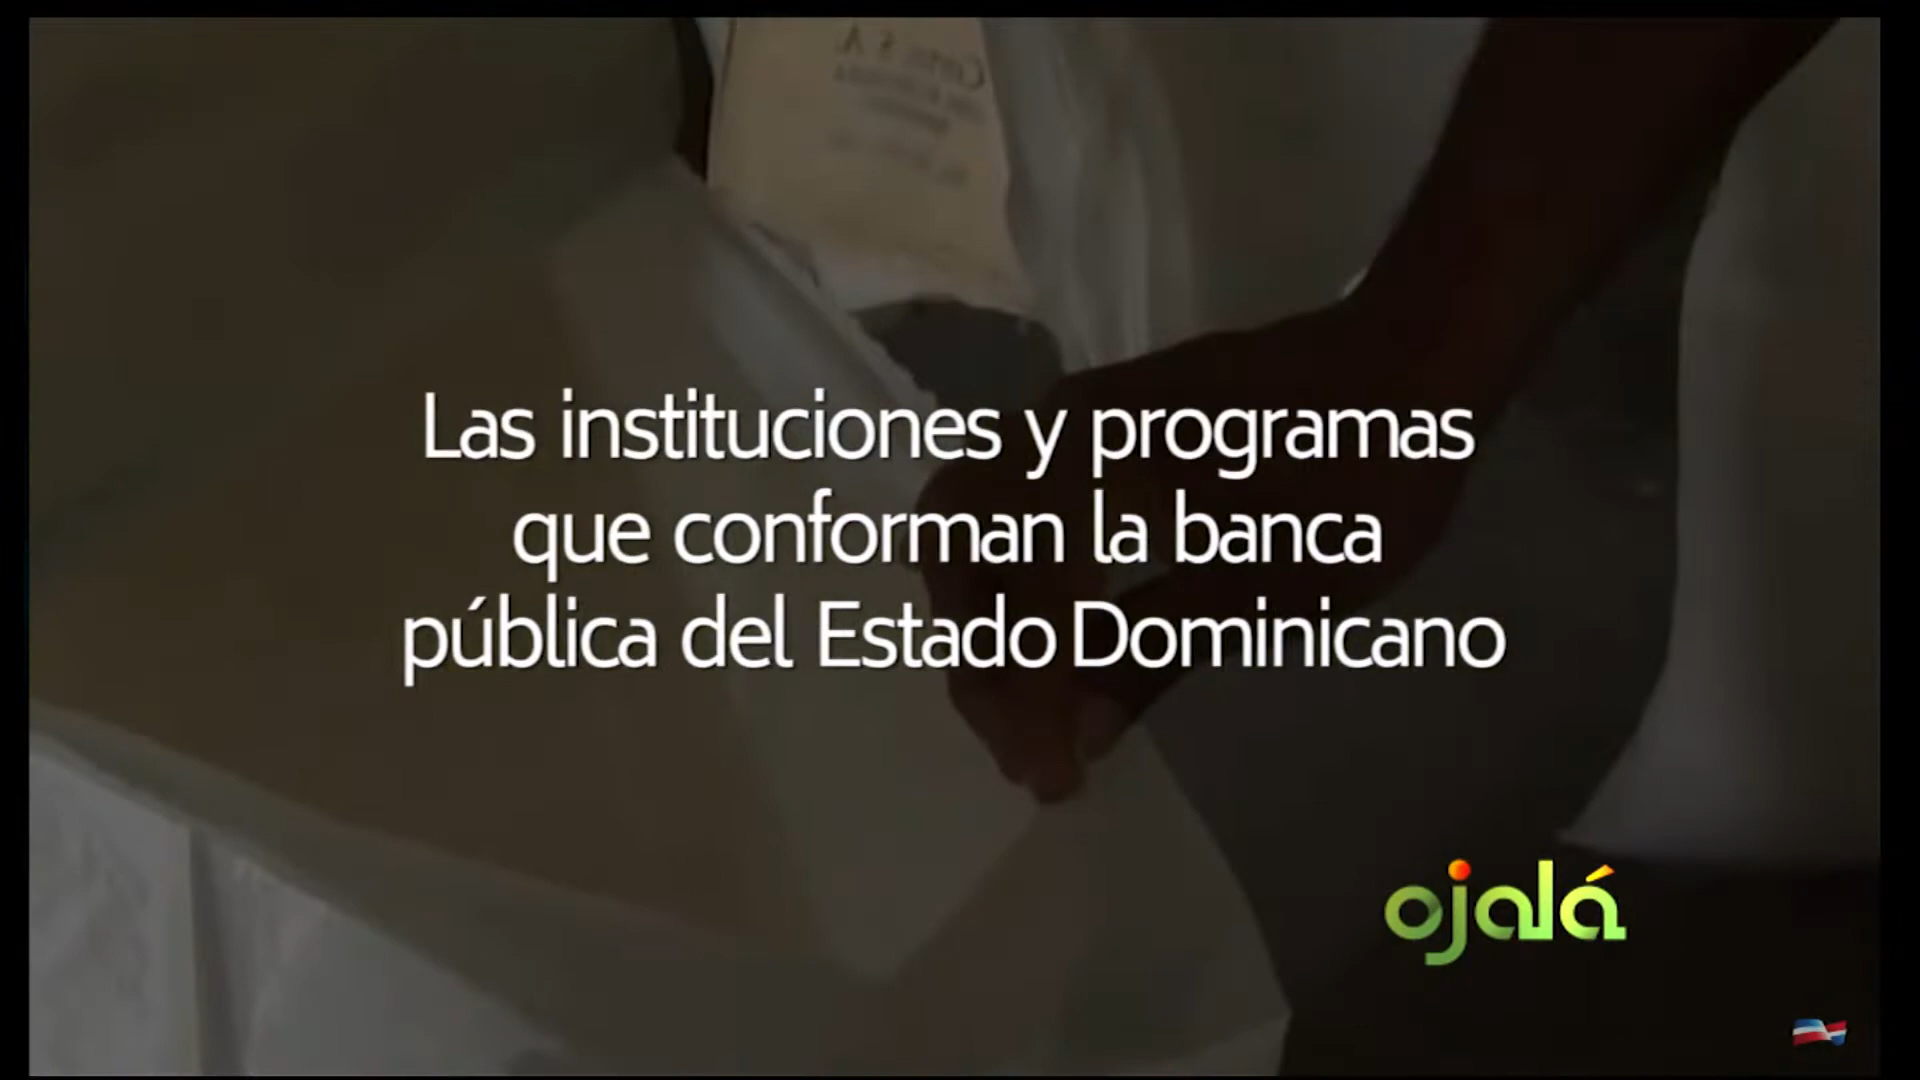 Las instituciones y programas
que conforman la banca
pública del Estado Dominicano
ojalá